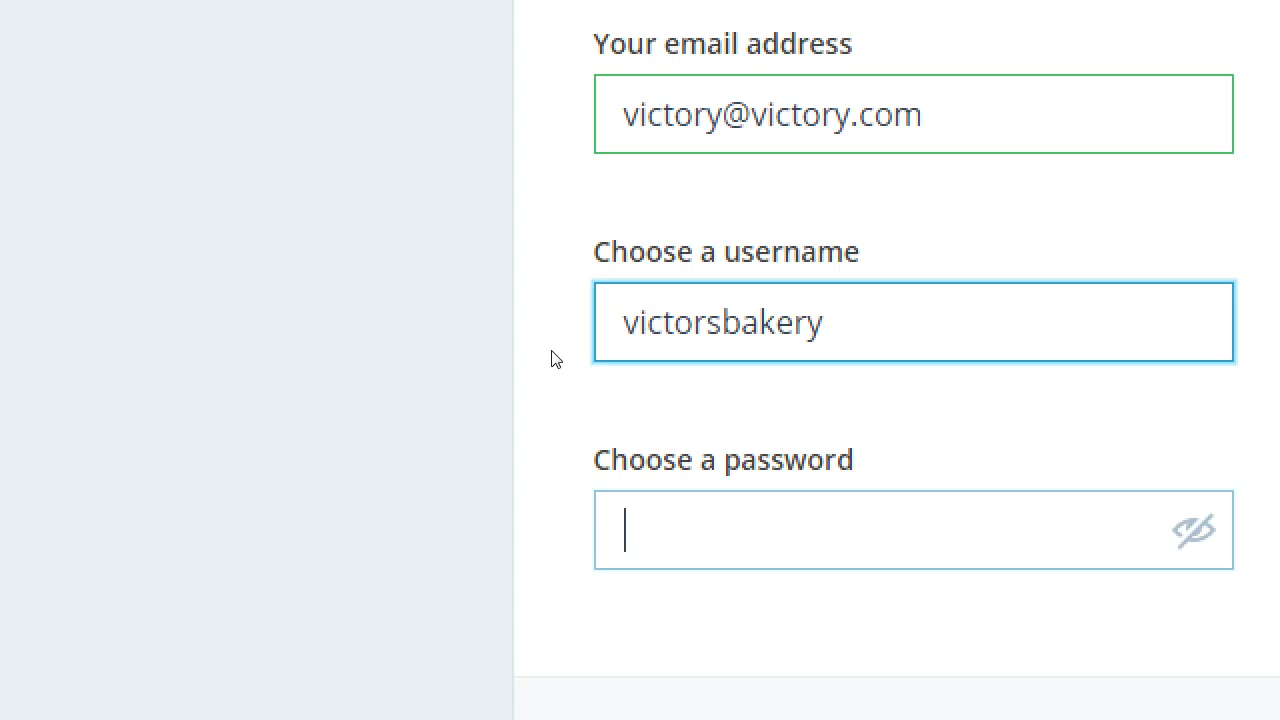 Your email address
victory@victory.com
Choose a username
victorsbakery
Choose a password